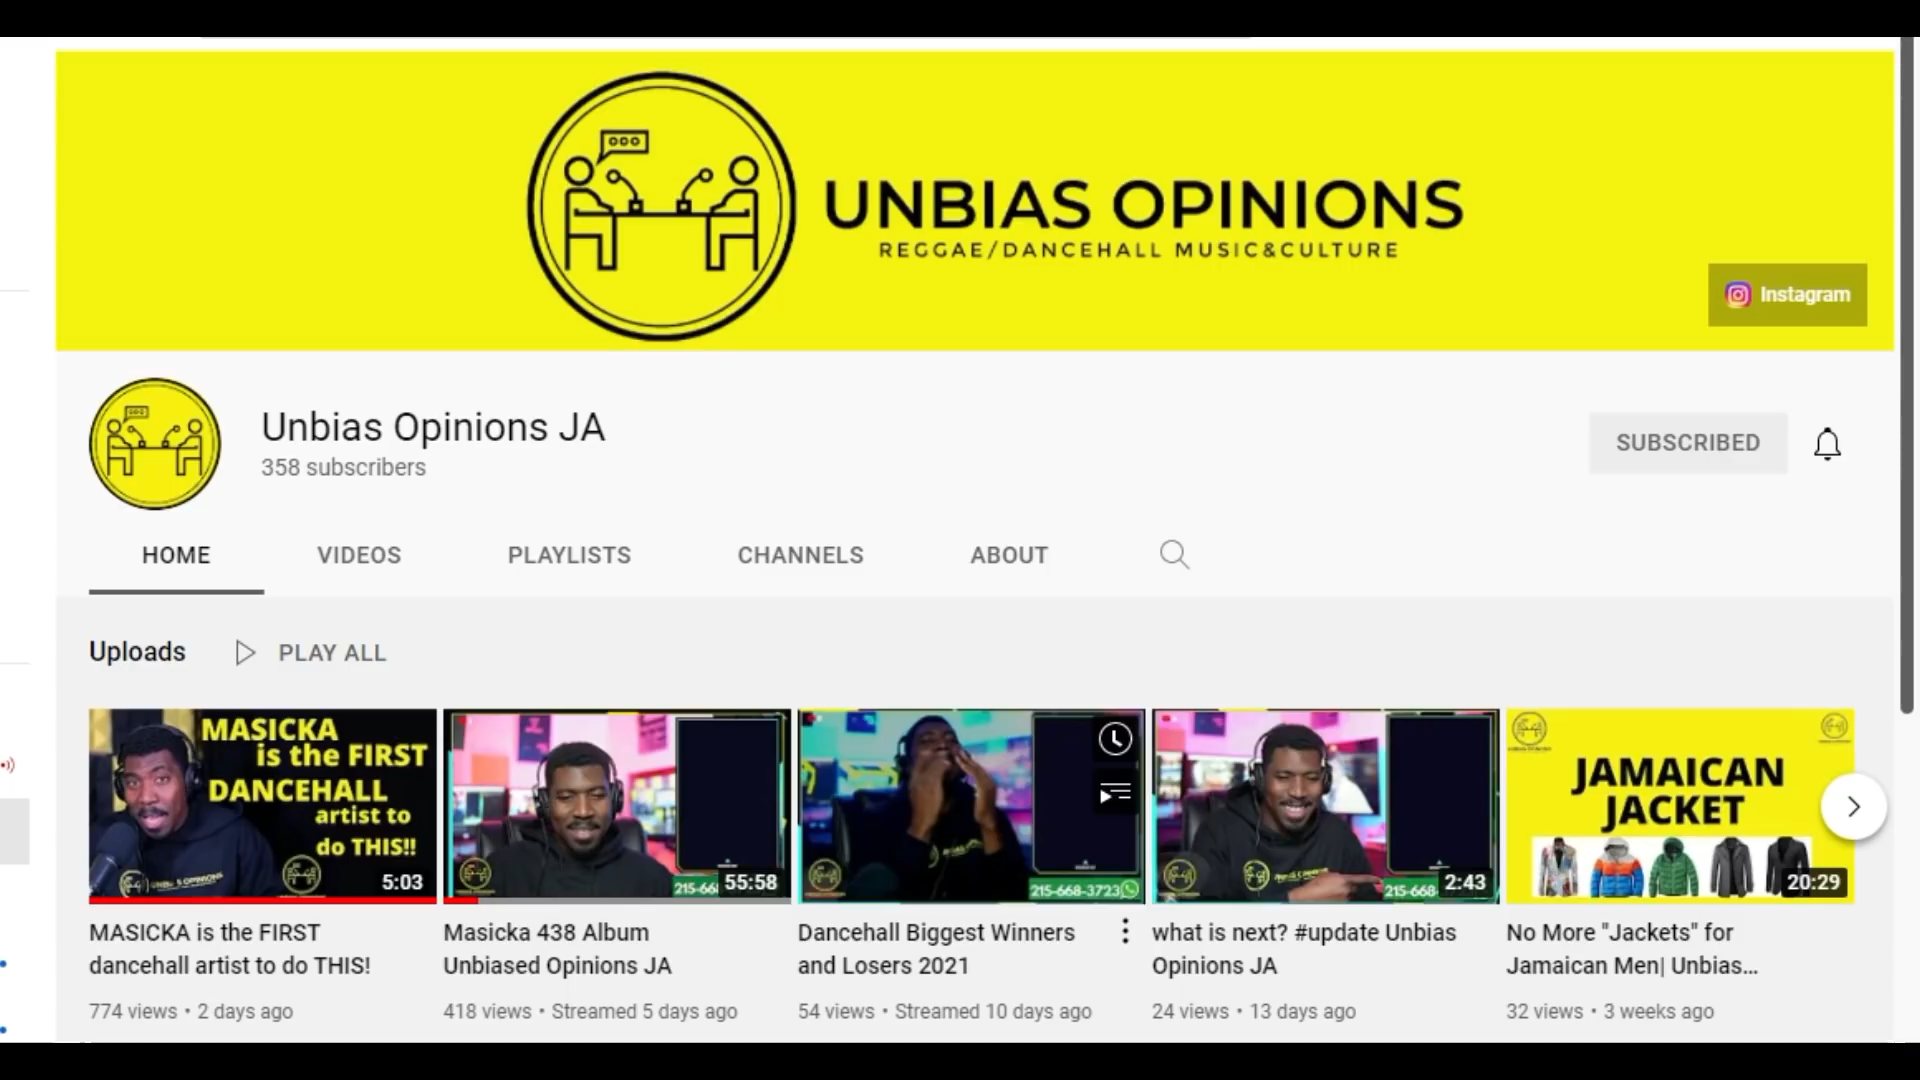 UNBIAS OPINIONS
REGGAE/DANCEHALL MUSIC&CULTURE
Instagram
Unbias Opinions JA
358 subscribers
SUBSCRIBED
HOME VIDEOS PLAYLISTS CHANNELS ABOUT
Uploads PLAY ALL
MASICKA
is the FIRST
DANCEHALL
artist to
do THIS!!
5:03
215-66
55:58
215-668-3723
215-668-
2:43
JAMAICAN
JACKET
20:29
MASICKA is the FIRST
dancehall artist to do THIS!
774 views • 2 days ago
Masicka 438 Album
Unbiased Opinions JA
418 views • Streamed 5 days ago
Dancehall Biggest Winners
and Losers 2021
54 views • Streamed 10 days ago
what is next? #update Unbias
Opinions JA
24 views • 13 days ago
No More "Jackets" for
Jamaican Men| Unbias...
32 views • 3 weeks ago